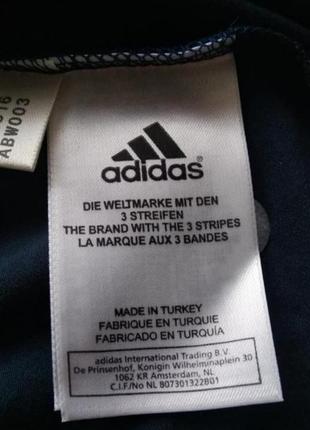 16
ABW003
adidas®
DIE WELTMARKE MIT DEN
3 STREIFEN
THE BRAND WITH THE 3 STRIPES
LA MARQUE AUX 3 BANDES
MADE IN TURKEY
FABRIQUE EN TURQUIE
FABRICADO EN TURQUÍA
adidas International Trading B.V.
De Prinsenhof, Konigin Wilhelminaplein 30
1062 KR Amsterdam, NL
C.I.F/No NL 807301322B01